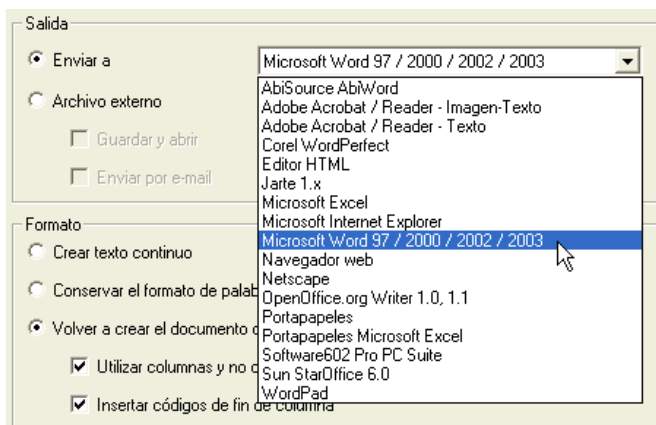 Salida
Enviar a
Microsoft Word 97 / 2000 / 2002 / 2003
Archivo externo
Guardar y abrir
Enviar por e-mail
AbiSource AbiWord
Adobe Acrobat / Reader - Imagen-Texto
Adobe Acrobat / Reader - Texto
Corel WordPerfect
Editor HTML
Jarte 1.x
Microsoft Excel
Microsoft Internet Explorer
Microsoft Word 97 / 2000 / 2002 / 2003
Navegador web
Netscape
OpenOffice.org Writer 1.0, 1.1
Portapapeles
Portapapeles Microsoft Excel
Software602 Pro PC Suite
Sun StarOffice 6.0
WordPad
Formato
Crear texto continuo
Conservar el formato de palab
Volver a crear el documento
Utilizar columnas y no
Insertar códigos de fin de columna